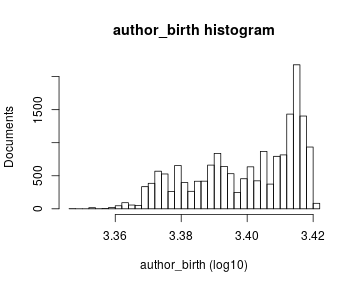 author_birth histogram
Documents
0
500
1500
3.36 3.38 3.40 3.42
author_birth (log10)